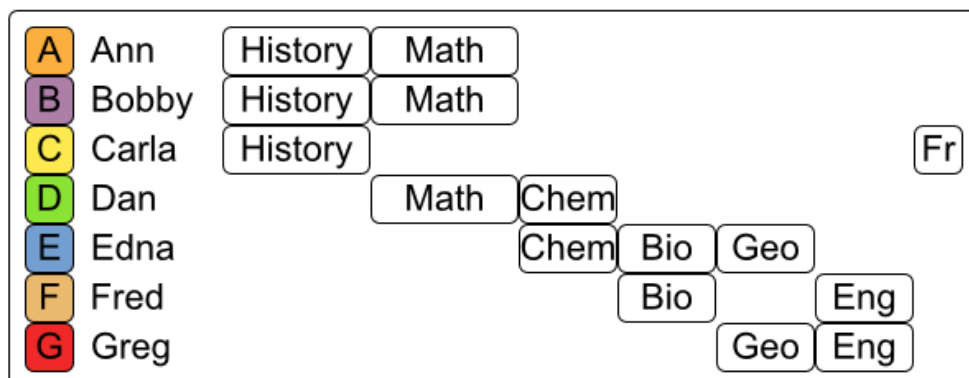 A Ann History Math
B Bobby History Math
C Carla History Fr
D Dan Math Chem
E Edna Chem Bio Geo
F Fred Bio Eng
G Greg Geo Eng